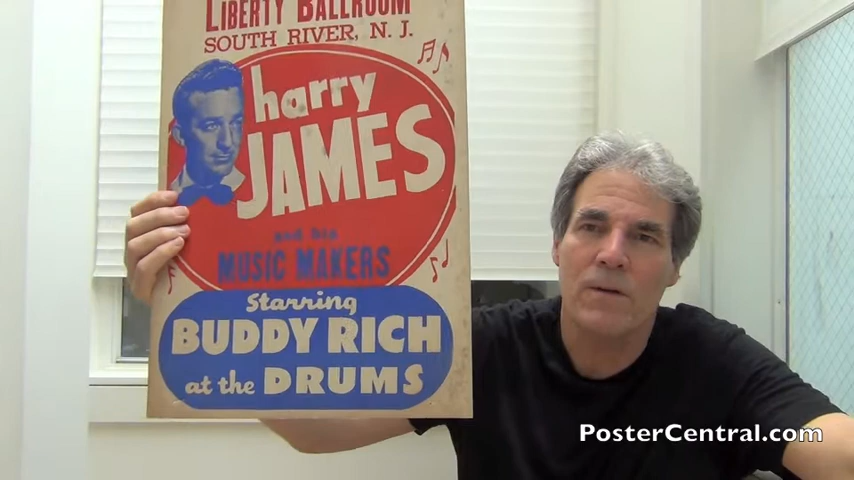 LIBERTY BALLROOM
SOUTH RIVER, N. J.
harry
JAMES
and his
MUSIC MAKERS
Starring
BUDDY RICH
at the DRUMS
PosterCentral.com